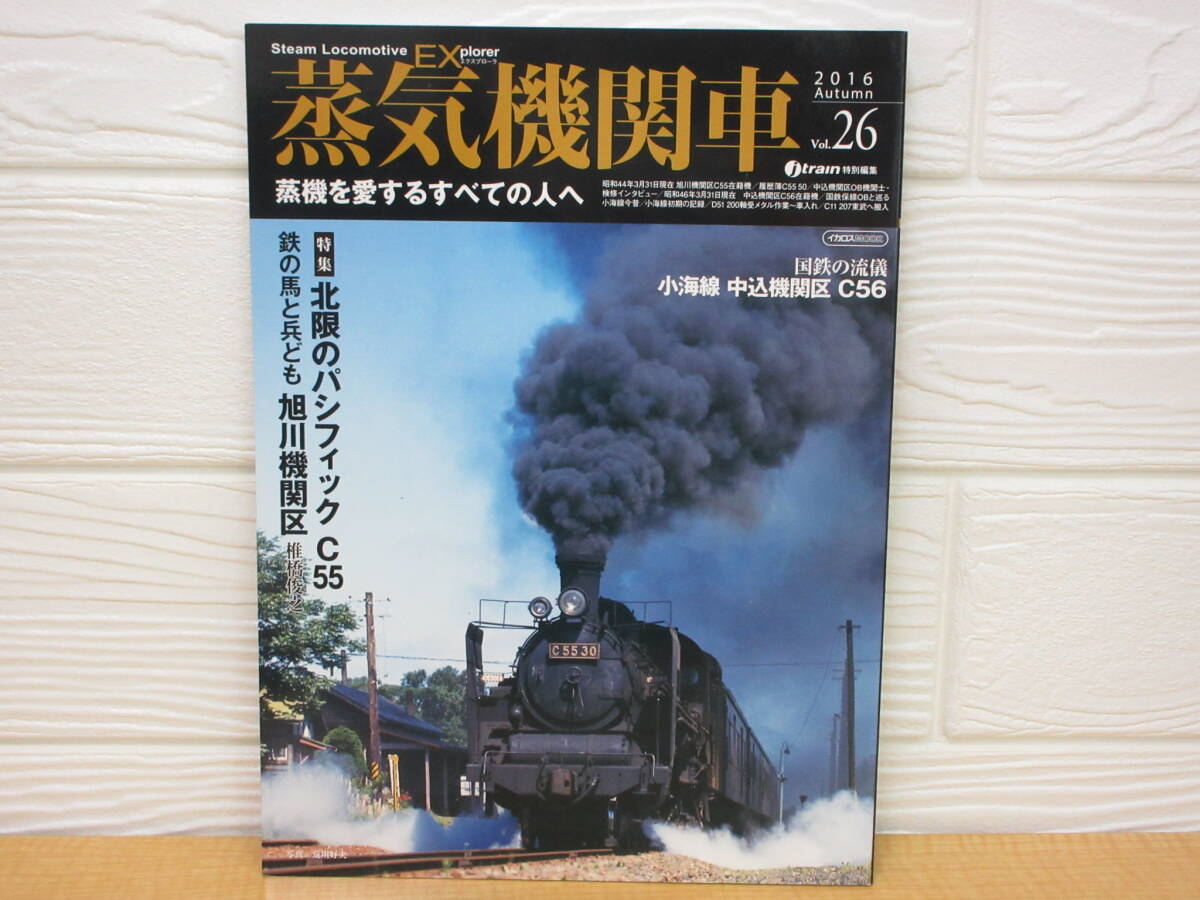 Steam Locomotive EXplorer
エクスプローラ
蒸気機関車
2016
Autumn
Vol.26
j train 特別編集
蒸機を愛するすべての人へ
昭和44年3月31日現在 旭川機関区C55在籍機／履歴簿C55 50／中込機関区OB機関士・
検修インタビュー／昭和46年3月31日現在 中込機関区C56在籍機／国鉄保線OBと巡る
小海線今昔／小海線初期の記録／D51 200軸受メタル作業～車入れ／C11 207東武へ搬入
イカロスMOOK
国鉄の流儀
小海線 中込機関区 C56
特集
北限のパシフィック C55
鉄の馬と兵ども 旭川機関区 椎橋俊之
C5530